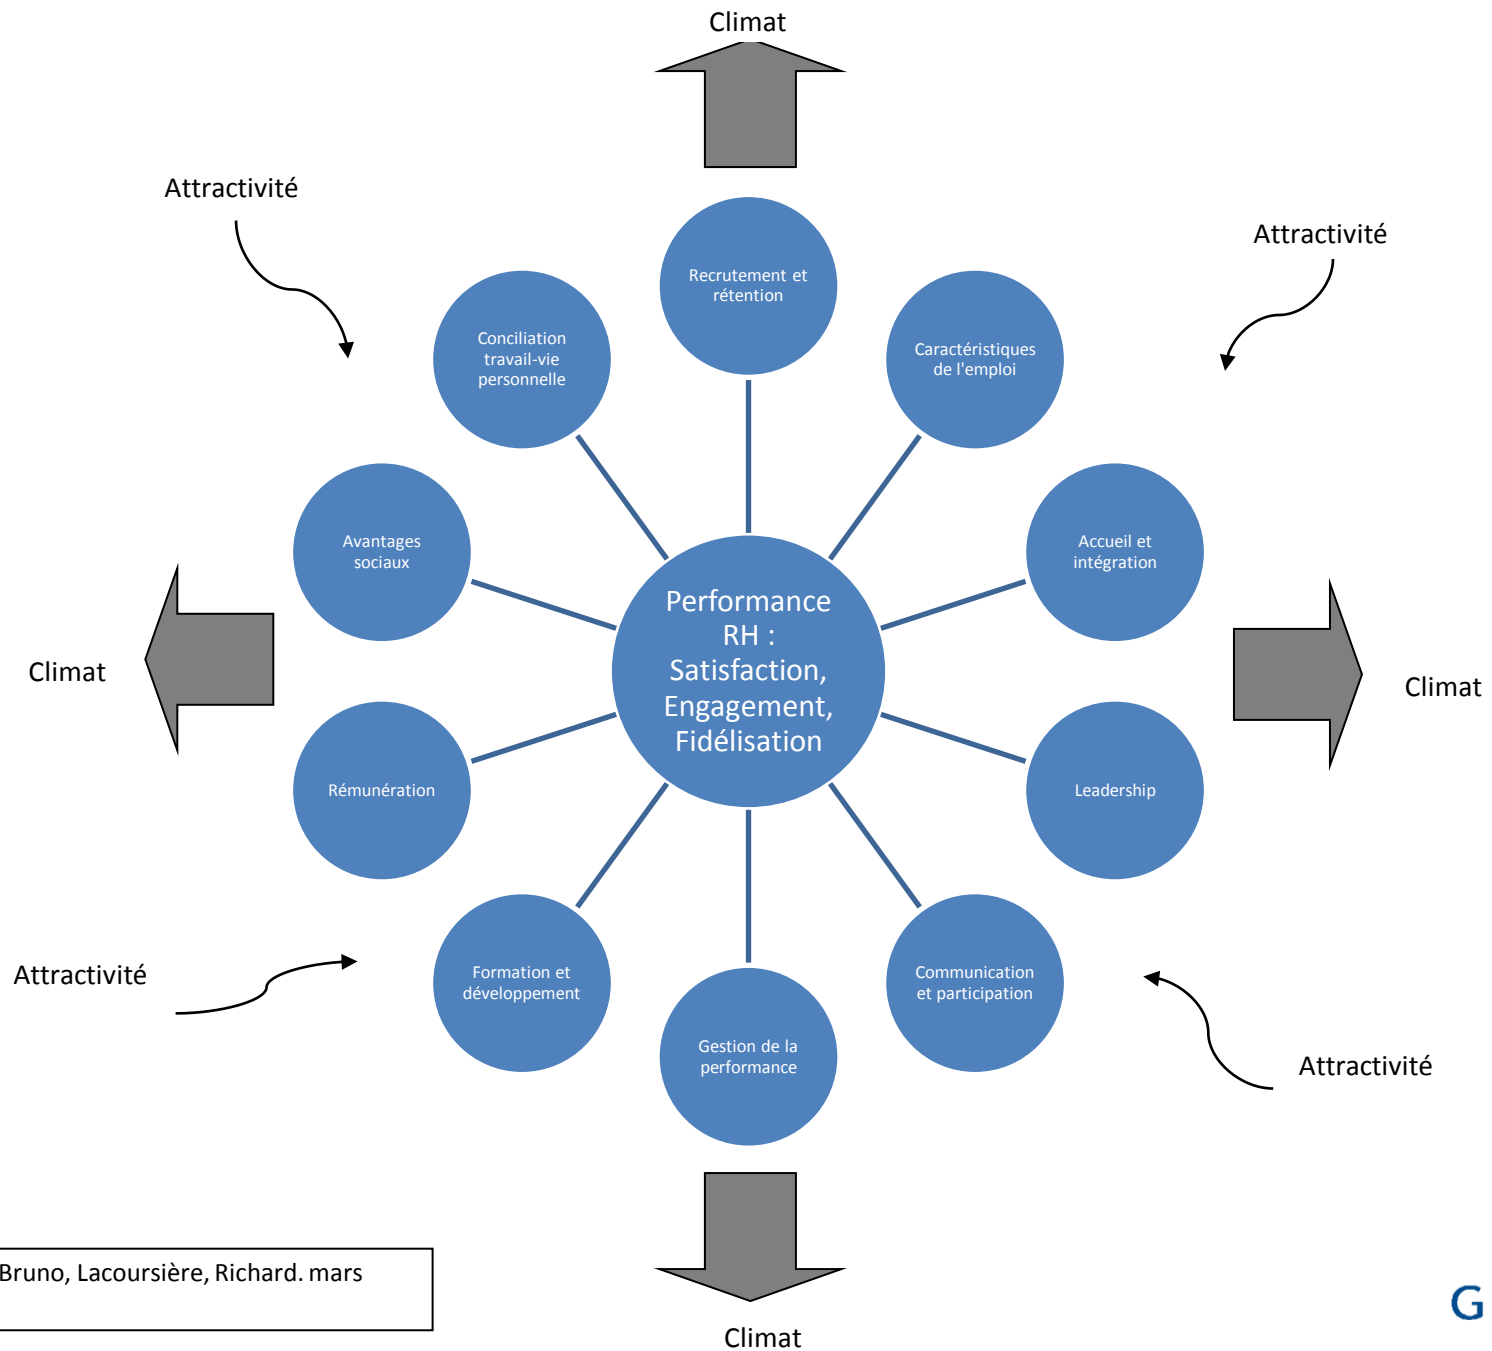 Climat
Attractivité
Attractivité
Recrutement et
rétention
Conciliation
travail-vie
personnelle
Caractéristiques
de l'emploi
Avantages
sociaux
Accueil et
intégration
Performance
RH :
Satisfaction,
Engagement,
Fidélisation
Climat
Climat
Rémunération
Leadership
Attractivité
Formation et
développement
Communication
et participation
Gestion de la
performance
Attractivité
Bruno, Lacoursière, Richard. mars
G
Climat